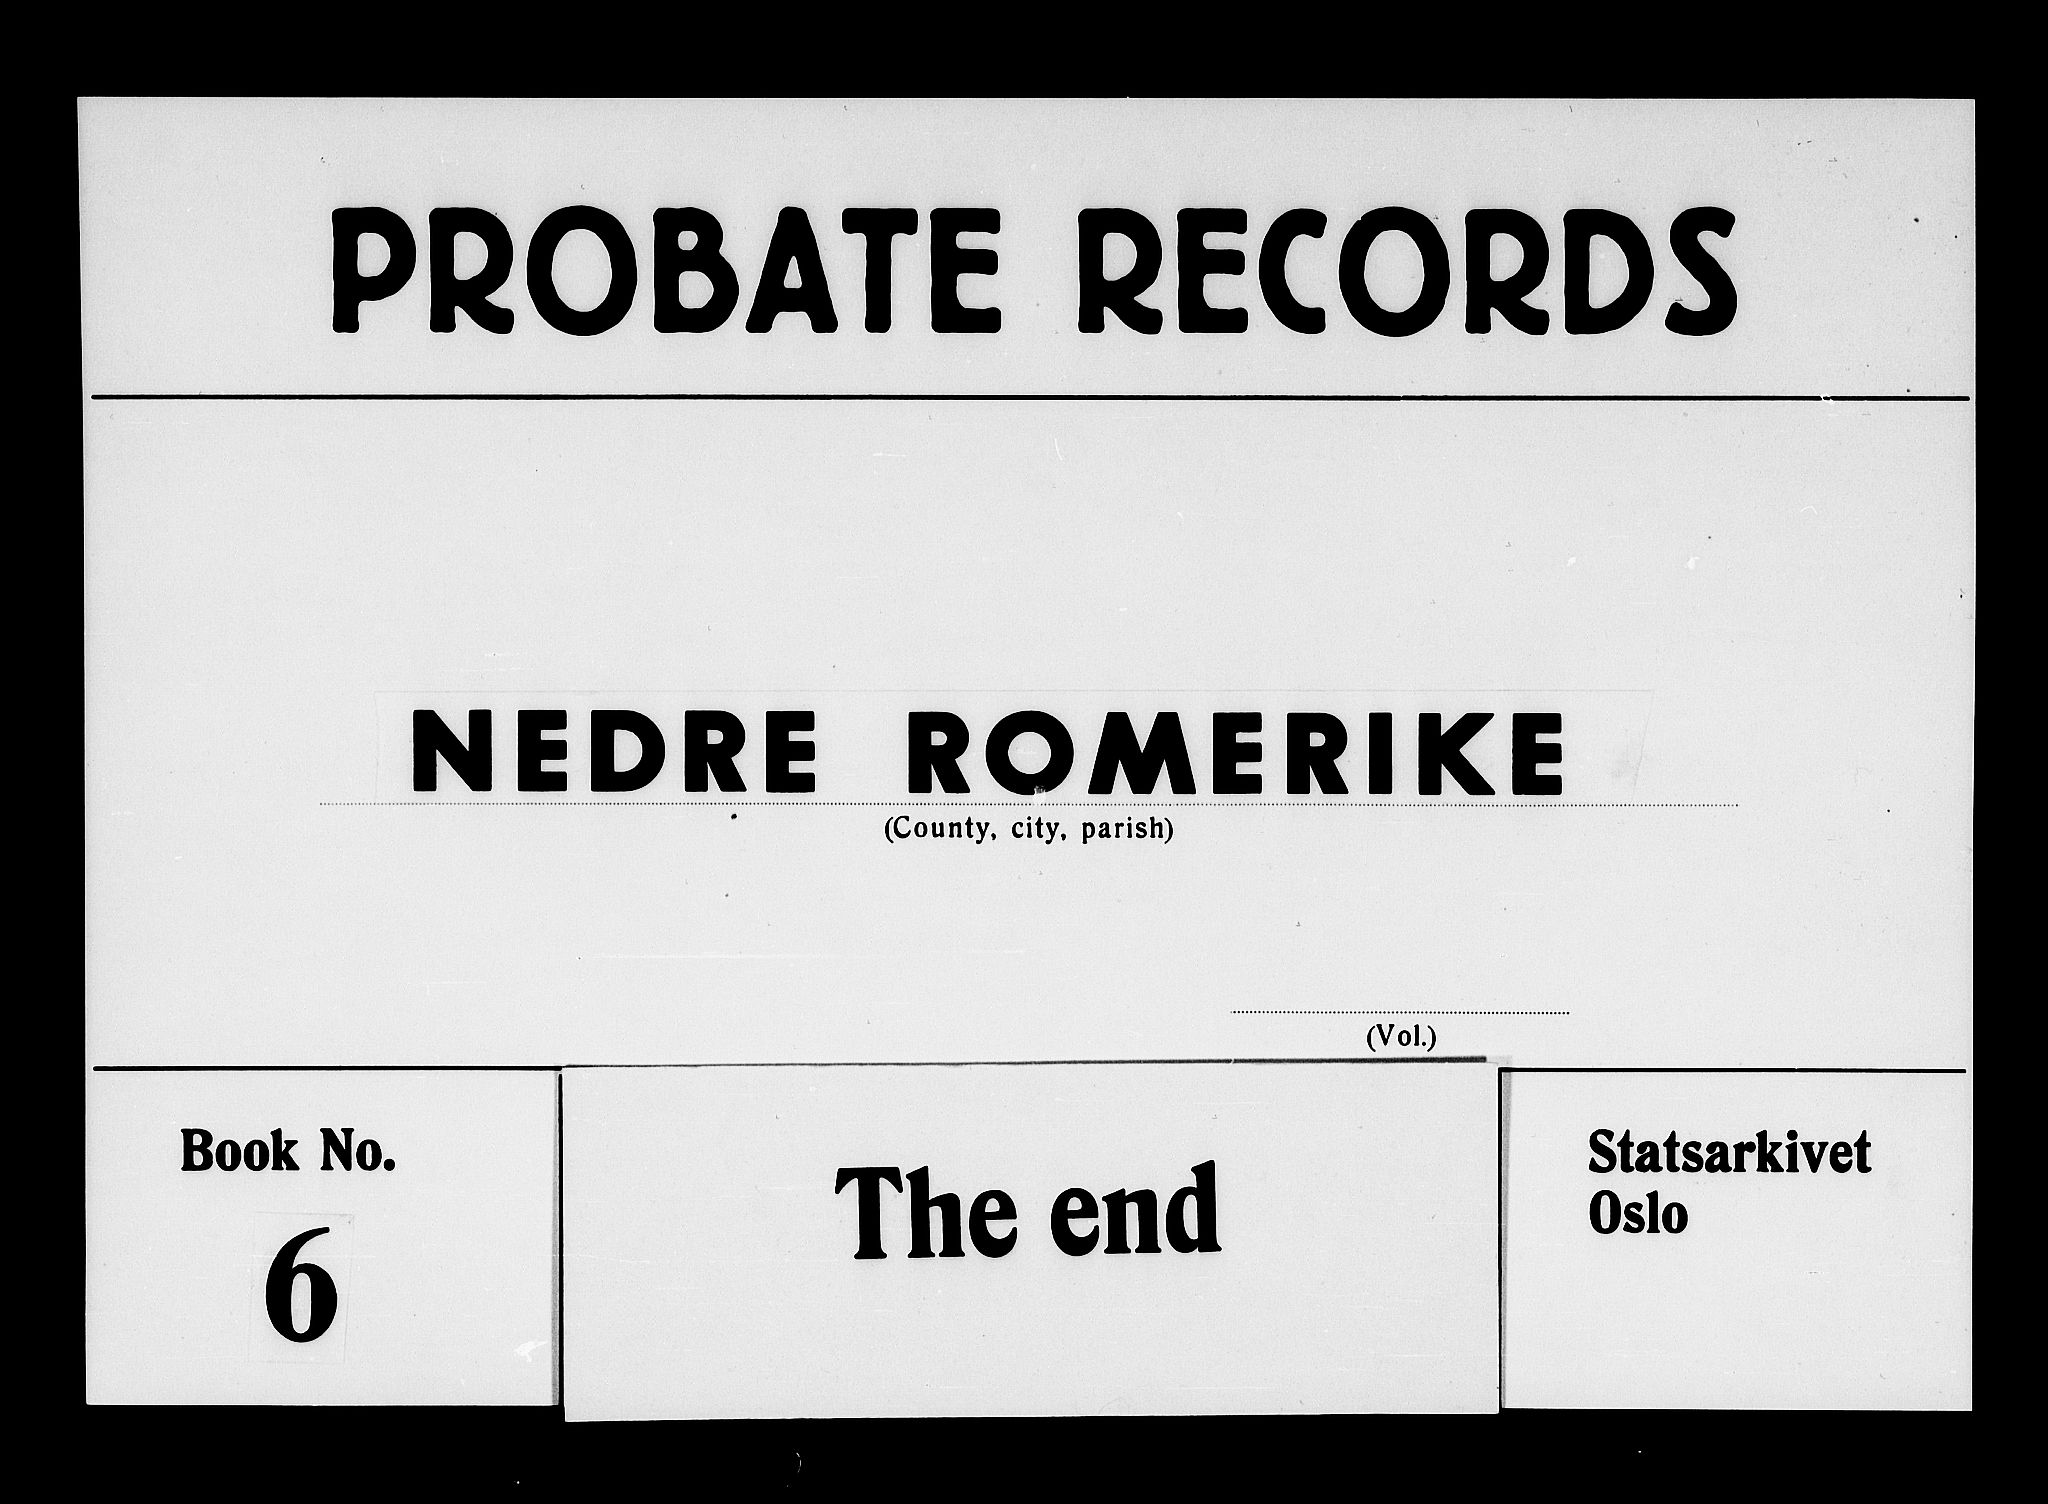 PROBATE RECORDS
NEDRE ROMERIKE
(County, city, parish)
(Vol.)
Book No.
6
The end
Statsarkivet
Oslo